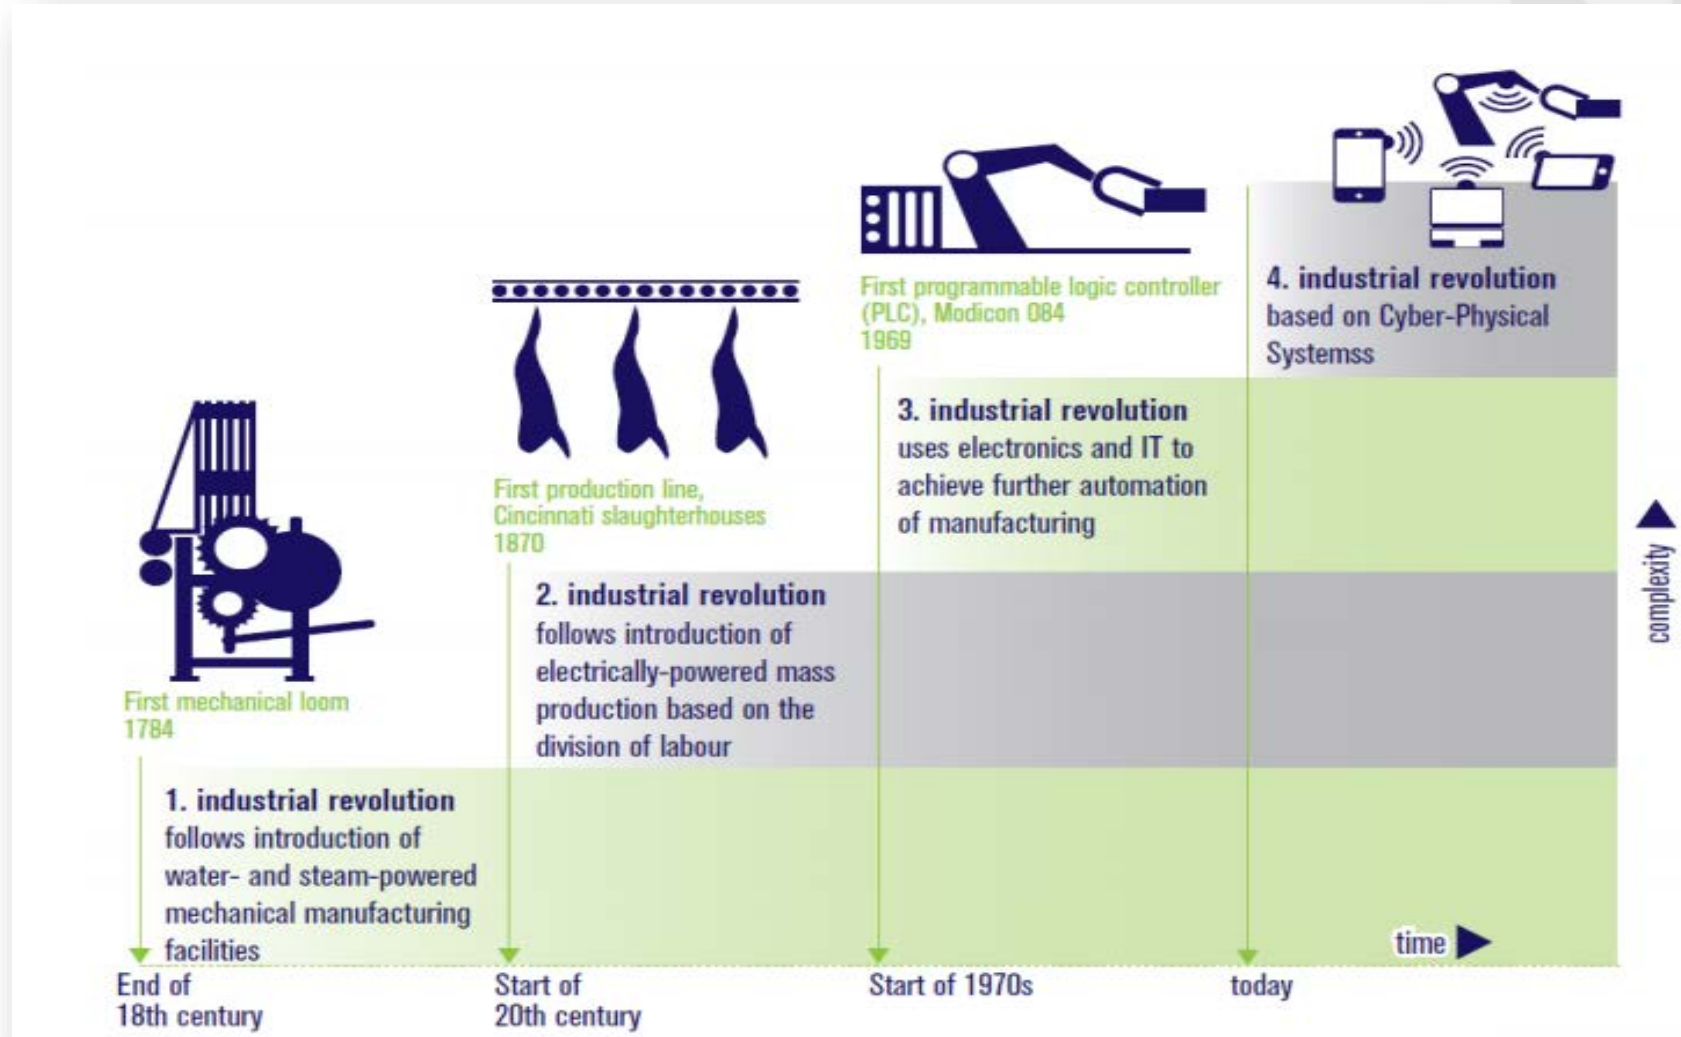 First mechanical loom
1784
1. industrial revolution
follows introduction of
water- and steam-powered
mechanical manufacturing
facilities
End of
18th century
First production line,
Cincinnati slaughterhouses
1870
2. industrial revolution
follows introduction of
electrically-powered mass
production based on the
division of labour
Start of
20th century
First programmable logic controller
(PLC), Modicon 084
1969
3. industrial revolution
uses electronics and IT to
achieve further automation
of manufacturing
Start of 1970s
4. industrial revolution
based on Cyber-Physical
Systemss
today
time
complexity